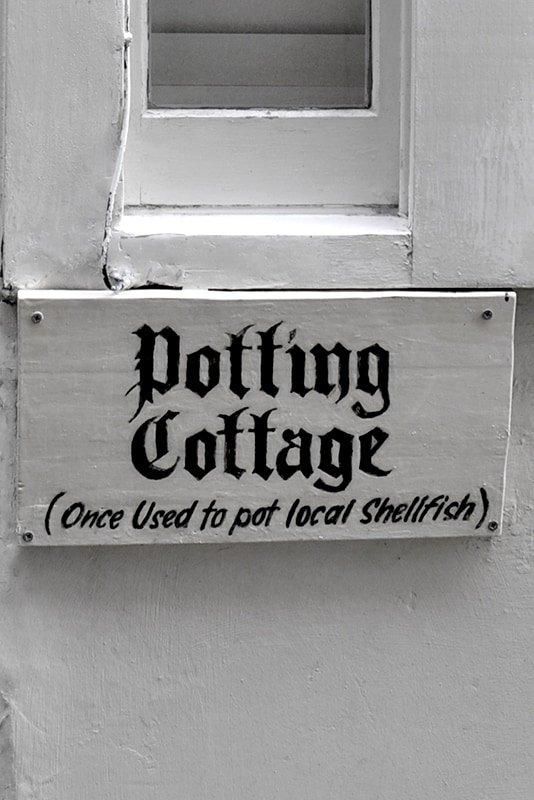 Potting
Cottage
(Once Used to pot local Shellfish)